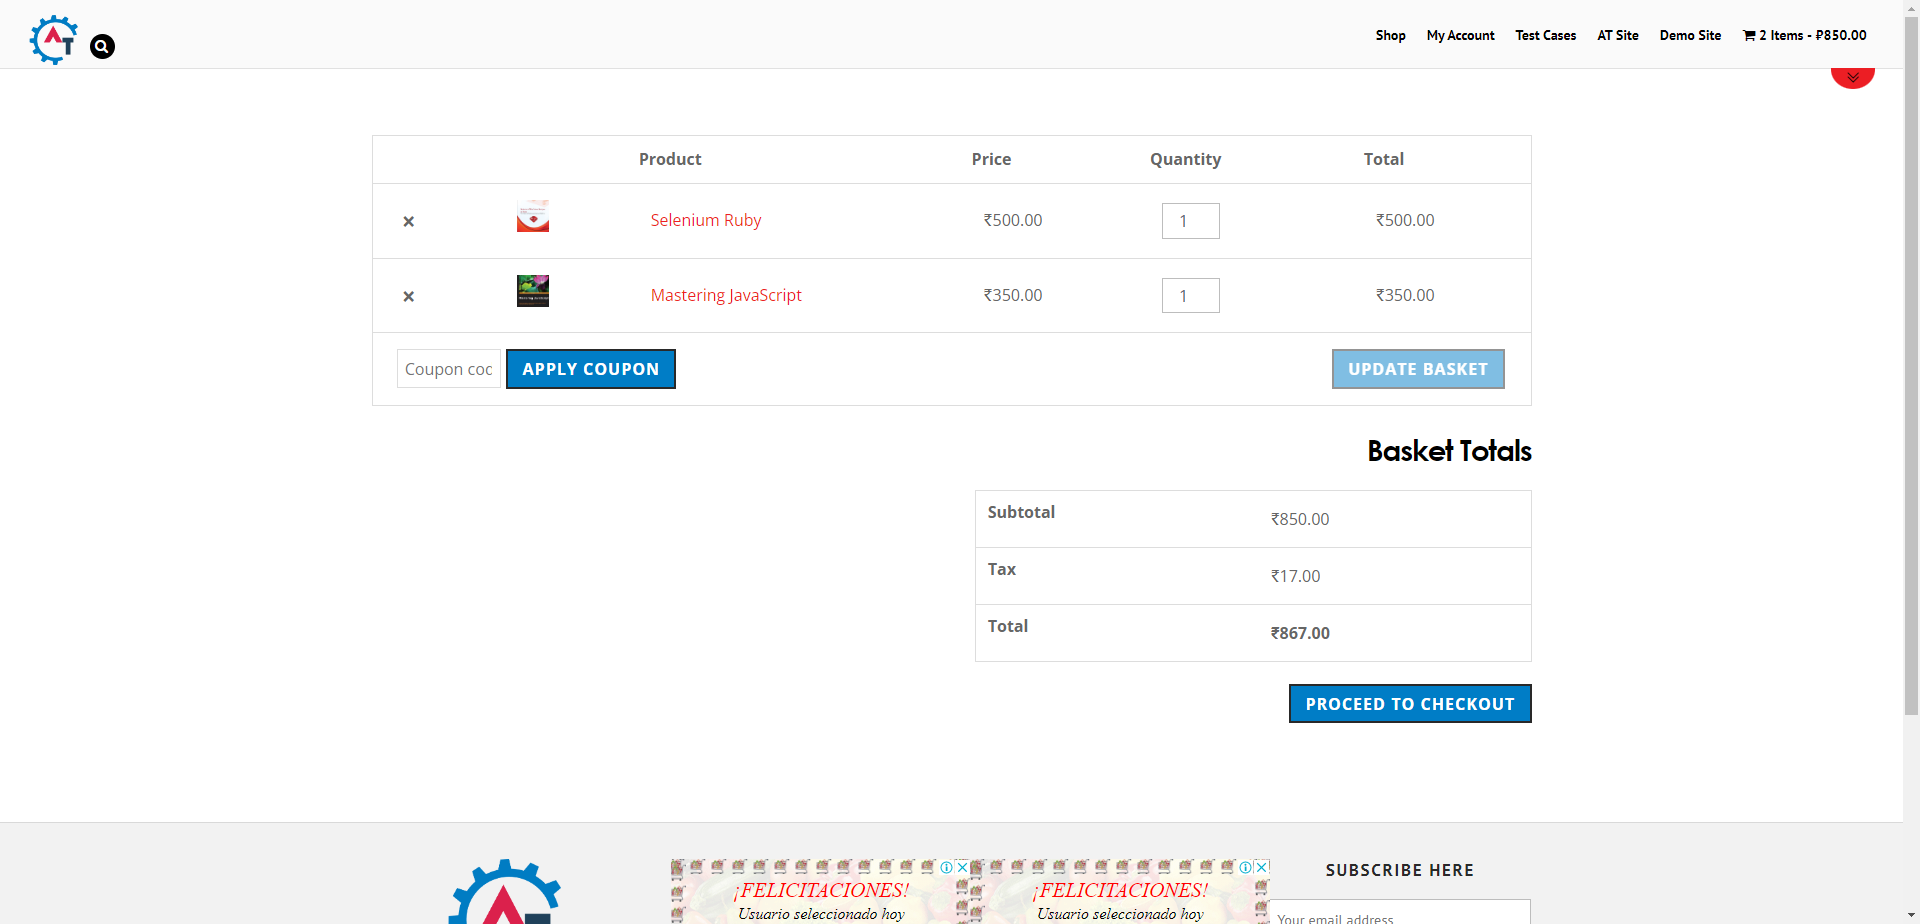 AT
Shop My Account Test Cases AT Site Demo Site 2 Items - ₽850.00
Product Price Quantity Total
× Selenium Ruby ₹500.00 1 ₹500.00
× Mastering JavaScript ₹350.00 1 ₹350.00
Coupon coc APPLY COUPON UPDATE BASKET
Basket Totals
Subtotal ₹850.00
Tax ₹17.00
Total ₹867.00
PROCEED TO CHECKOUT
¡FELICITACIONES! ¡FELICITACIONES! SUBSCRIBE HERE
Usuario seleccionado hoy Usuario seleccionado hoy
Your email address